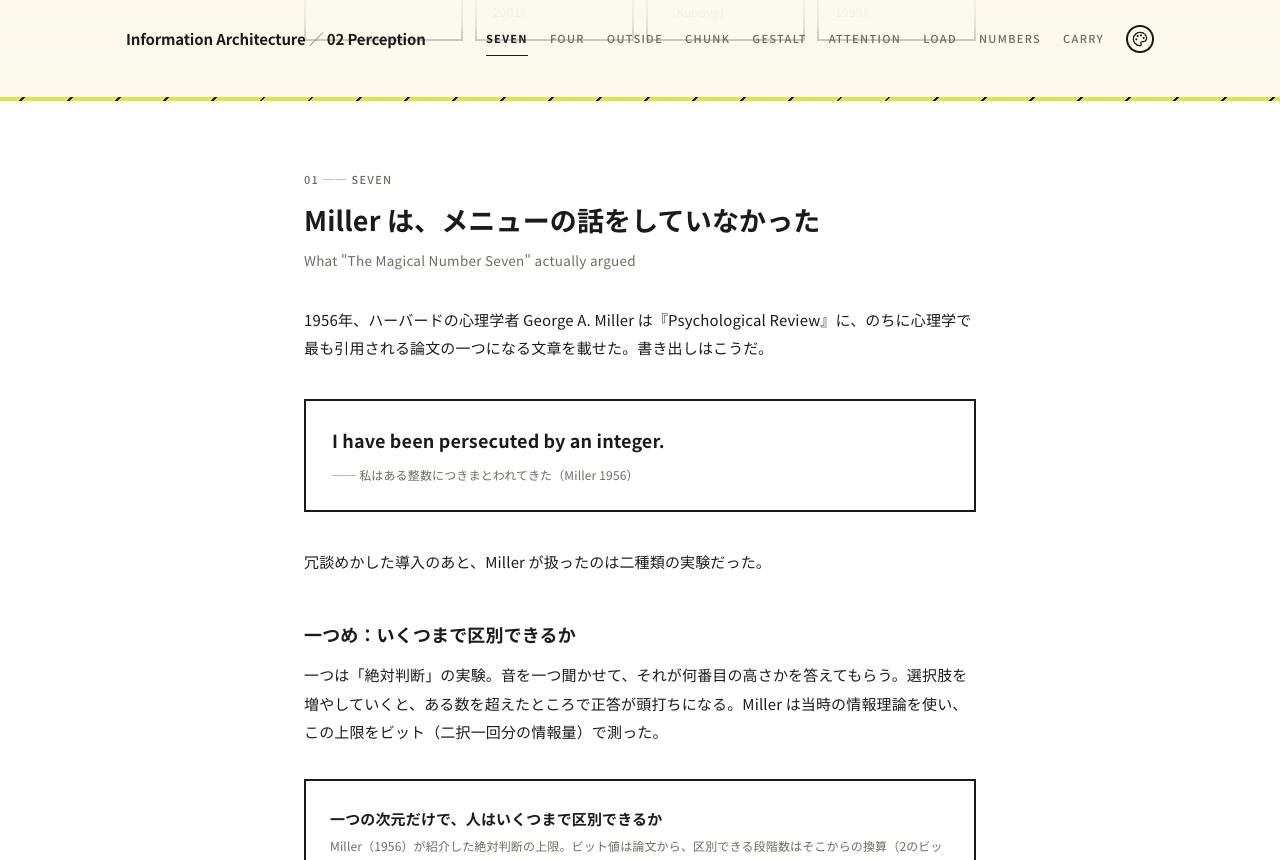 2001)
(Kubovy)
1995)
Information Architecture ／ 02 Perception
SEVEN FOUR OUTSIDE CHUNK GESTALT ATTENTION LOAD NUMBERS CARRY
01 —— SEVEN
Miller は、メニューの話をしていなかった
What "The Magical Number Seven" actually argued
1956年、ハーバードの心理学者 George A. Miller は『Psychological Review』に、のちに心理学で
最も引用される論文の一つになる文章を載せた。書き出しはこうだ。
I have been persecuted by an integer.
—— 私はある整数につきまとわれてきた（Miller 1956）
冗談めかした導入のあと、Miller が扱ったのは二種類の実験だった。
一つめ：いくつまで区別できるか
一つは「絶対判断」の実験。音を一つ聞かせて、それが何番目の高さかを答えてもらう。選択肢を
増やしていくと、ある数を超えたところで正答が頭打ちになる。Miller は当時の情報理論を使い、
この上限をビット（二択一回分の情報量）で測った。
一つの次元だけで、人はいくつまで区別できるか
Miller（1956）が紹介した絶対判断の上限。ビット値は論文から、区別できる段階数はそこからの換算（2のビッ